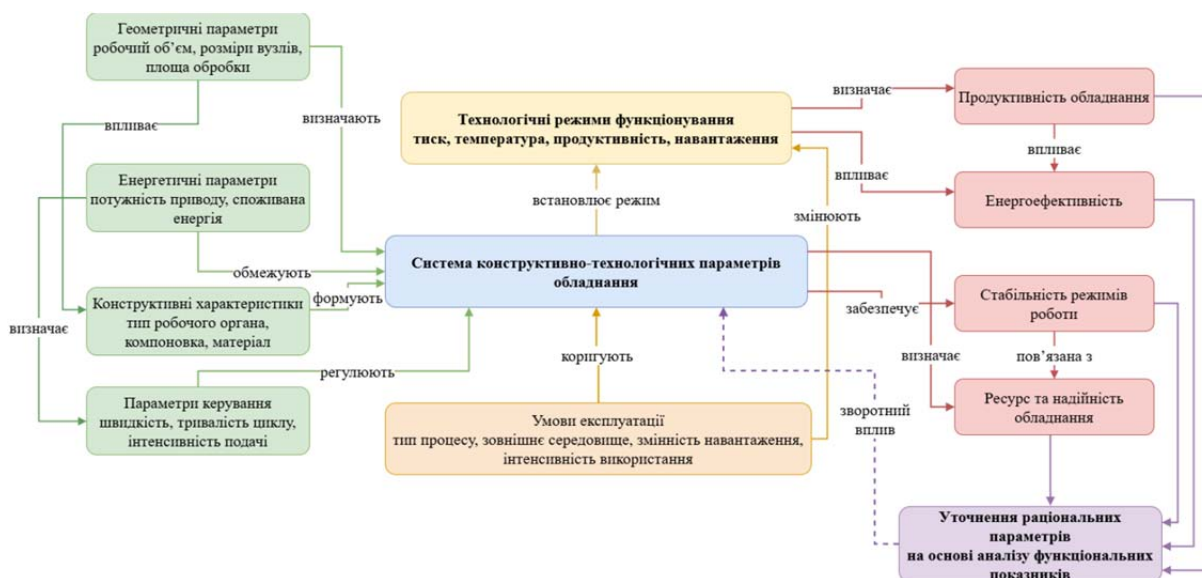 Геометричні параметри
робочий об’єм, розміри вузлів,
площа обробки
впливає
визначають
Енергетичні параметри
потужність приводу, споживана
енергія
обмежують
Конструктивні характеристики
тип робочого органа,
компоновка, матеріал
формують
визначає
Параметри керування
швидкість, тривалість циклу,
інтенсивність подачі
регулюють
Технологічні режими функціонування
тиск, температура, продуктивність, навантаження
встановлює режим
змінюють
Система конструктивно-технологічних параметрів
обладнання
коригують
Умови експлуатації
тип процесу, зовнішнє середовище, змінність навантаження,
інтенсивність використання
визначає
впливає
Продуктивність обладнання
впливає
Енергоефективність
забезпечує
визначає
Стабільність режимів
роботи
пов’язана з
Ресурс та надійність
обладнання
зворотний
вплив
Уточнення раціональних
параметрів
на основі аналізу функціональних
показників